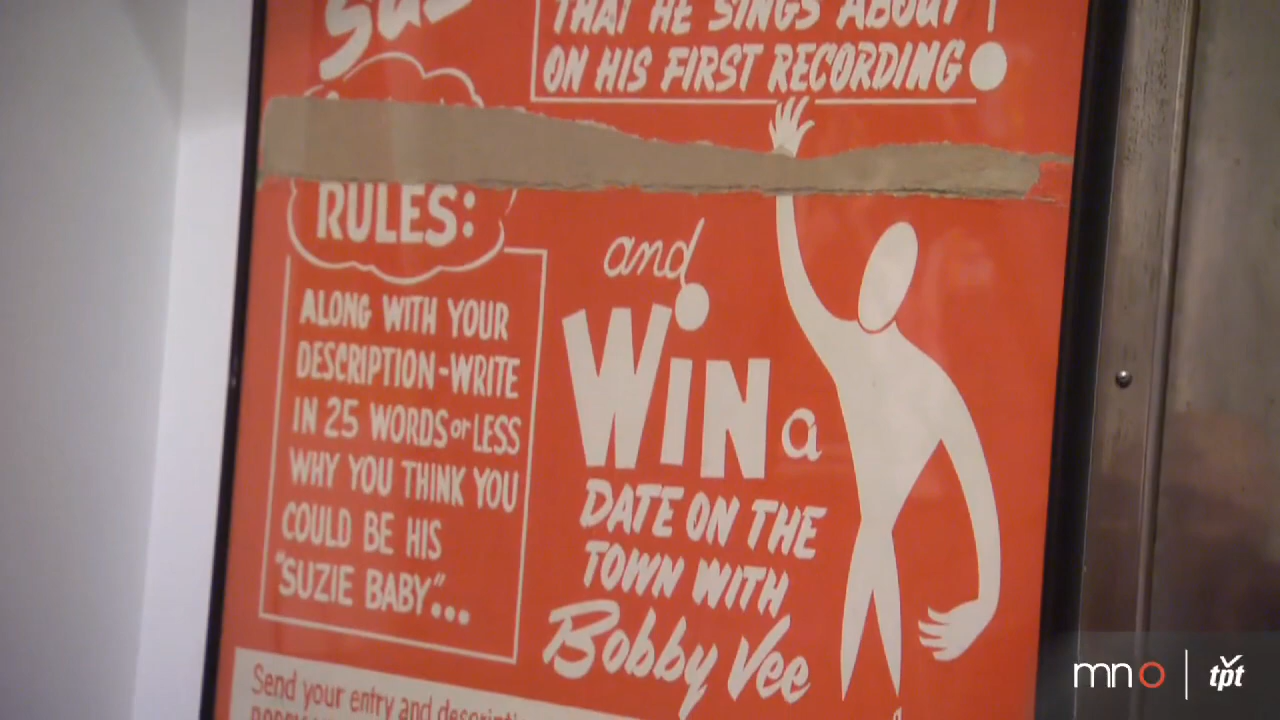 THAT HE SINGS ABOUT
ON HIS FIRST RECORDING!
RULES:
ALONG WITH YOUR
DESCRIPTION-WRITE
IN 25 WORDS or LESS
WHY YOU THINK YOU
COULD BE HIS
"SUZIE BABY"...
and
WIN a
DATE ON THE
TOWN WITH
Bobby Vee
Send your entry and
mno
tpt